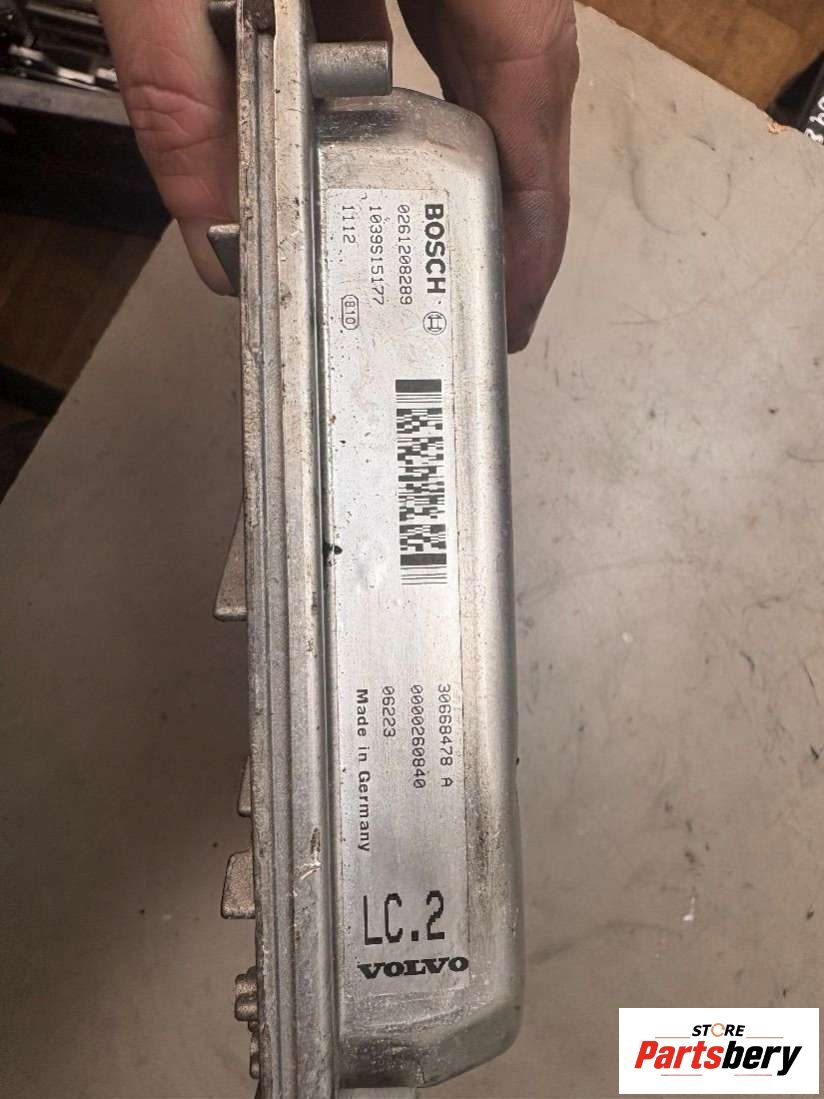 BOSCH
0261208289
1039S15177
1112
810
30668478 A
0000260840
06223
Made in Germany
LC.2
VOLVO
STORE
Partsbery